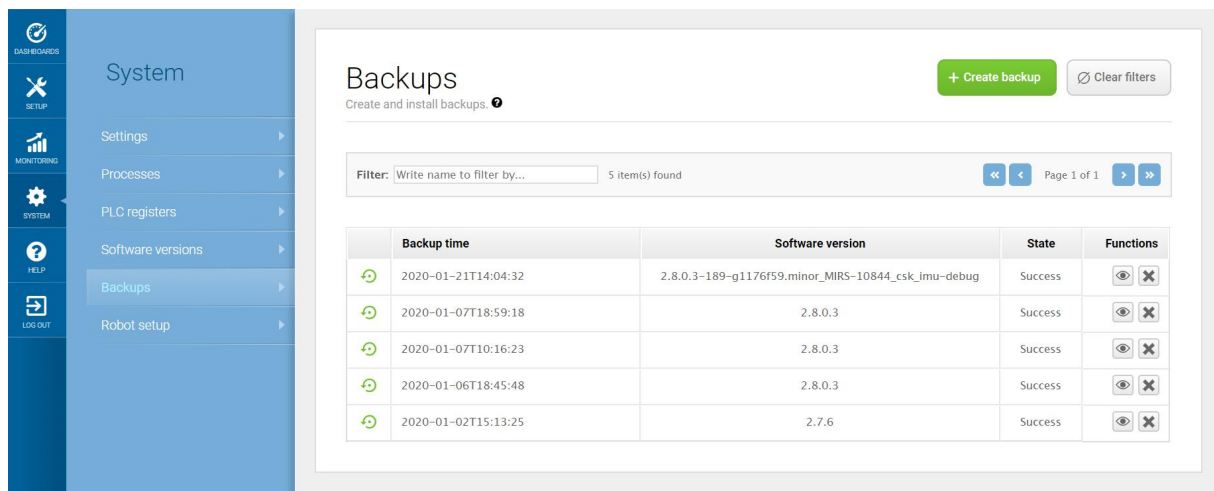 DASHBOARDS
SETUP
MONITORING
SYSTEM
HELP
LOG OUT
System
Settings
Processes
PLC registers
Software versions
Backups
Robot setup
Backups
Create and install backups. ?
+ Create backup
Clear filters
Filter: Write name to filter by... 5 item(s) found « ‹ Page 1 of 1 › »
Backup time Software version State Functions
2020-01-21T14:04:32 2.8.0.3-189-g1176f59.minor_MIRS-10844_csk_imu-debug Success
2020-01-07T18:59:18 2.8.0.3 Success
2020-01-07T10:16:23 2.8.0.3 Success
2020-01-06T18:45:48 2.8.0.3 Success
2020-01-02T15:13:25 2.7.6 Success